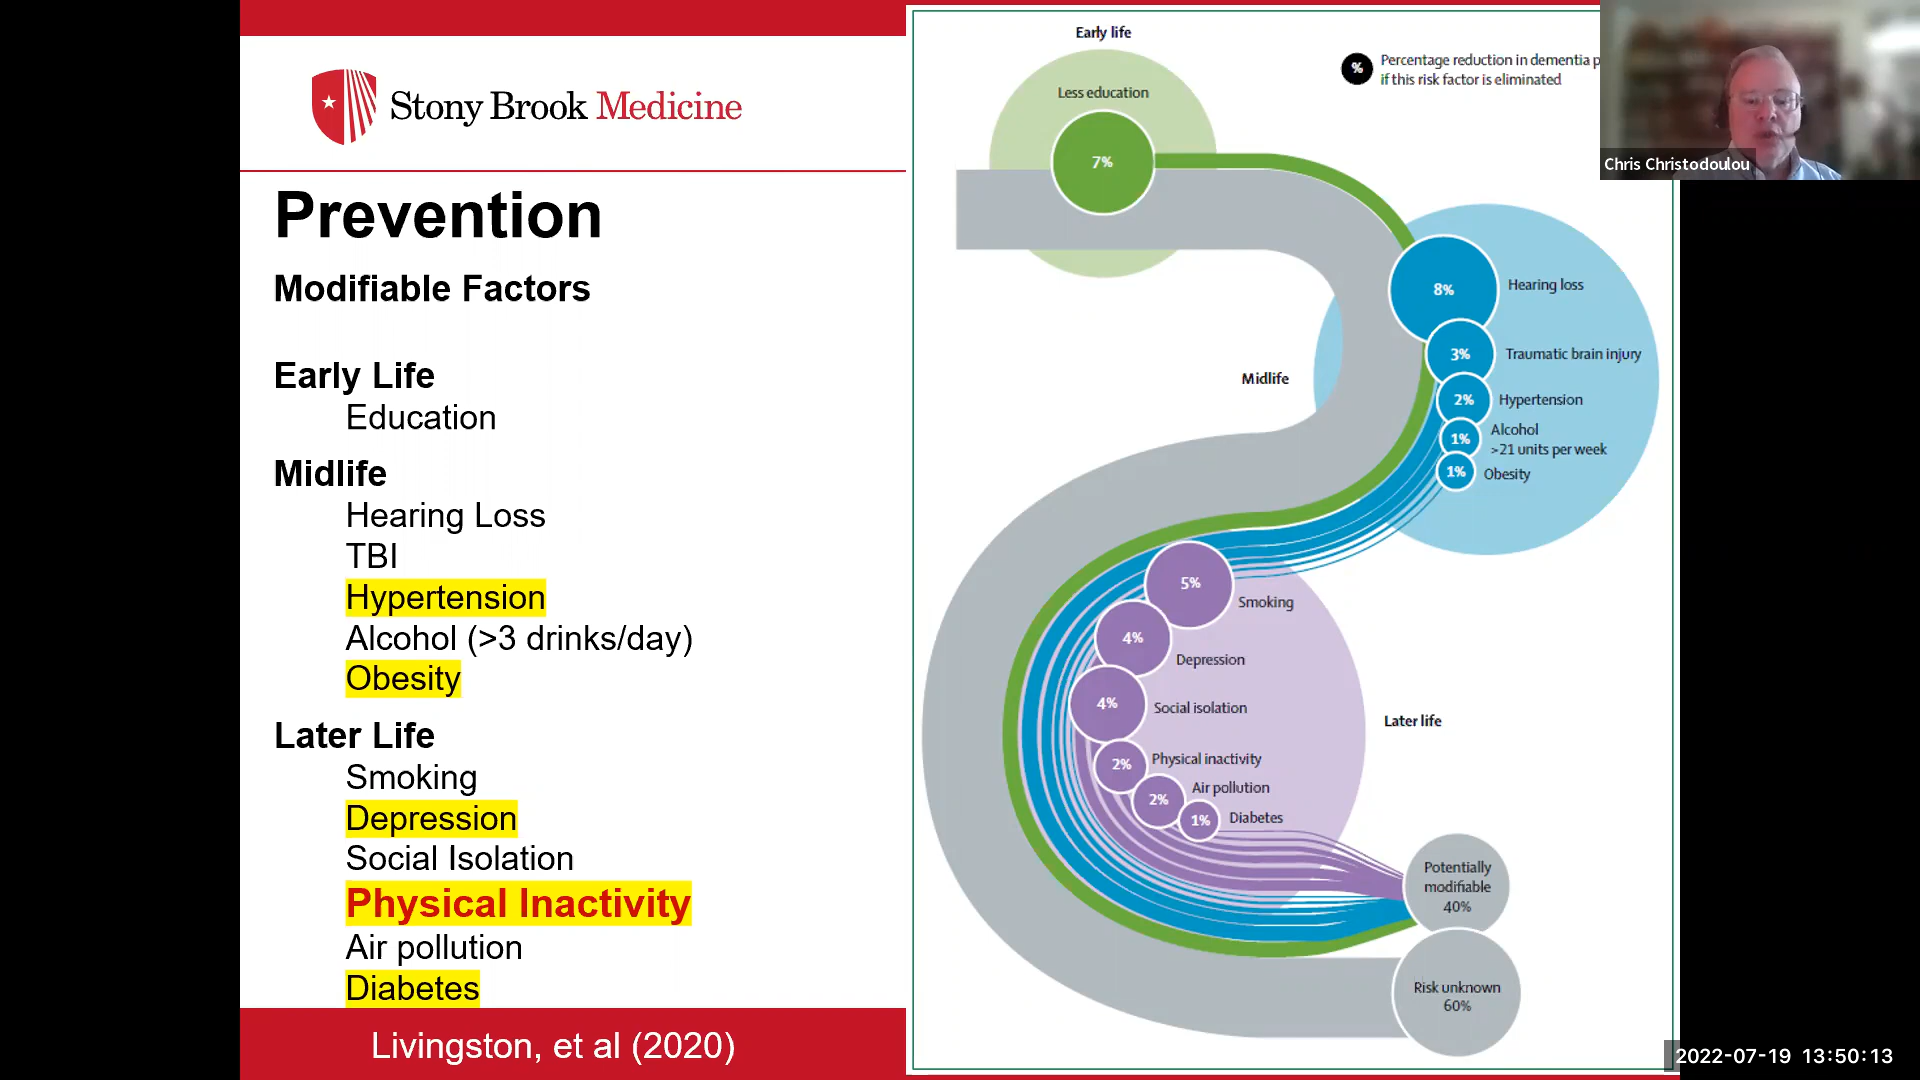 Stony Brook Medicine
Prevention
Modifiable Factors
Early Life
Education
Midlife
Hearing Loss
TBI
Hypertension
Alcohol (>3 drinks/day)
Obesity
Later Life
Smoking
Depression
Social Isolation
Physical Inactivity
Air pollution
Diabetes
Livingston, et al (2020)
Early life
Less education
7%
%
Percentage reduction in dementia p
if this risk factor is eliminated
Midlife
8%
Hearing loss
3%
Traumatic brain injury
2%
Hypertension
1%
Alcohol
>21 units per week
1%
Obesity
5%
Smoking
4%
Depression
4%
Social isolation
Later life
2%
Physical inactivity
2%
Air pollution
1%
Diabetes
Potentially
modifiable
40%
Risk unknown
60%
Chris Christodoulou
2022-07-19 13:50:13